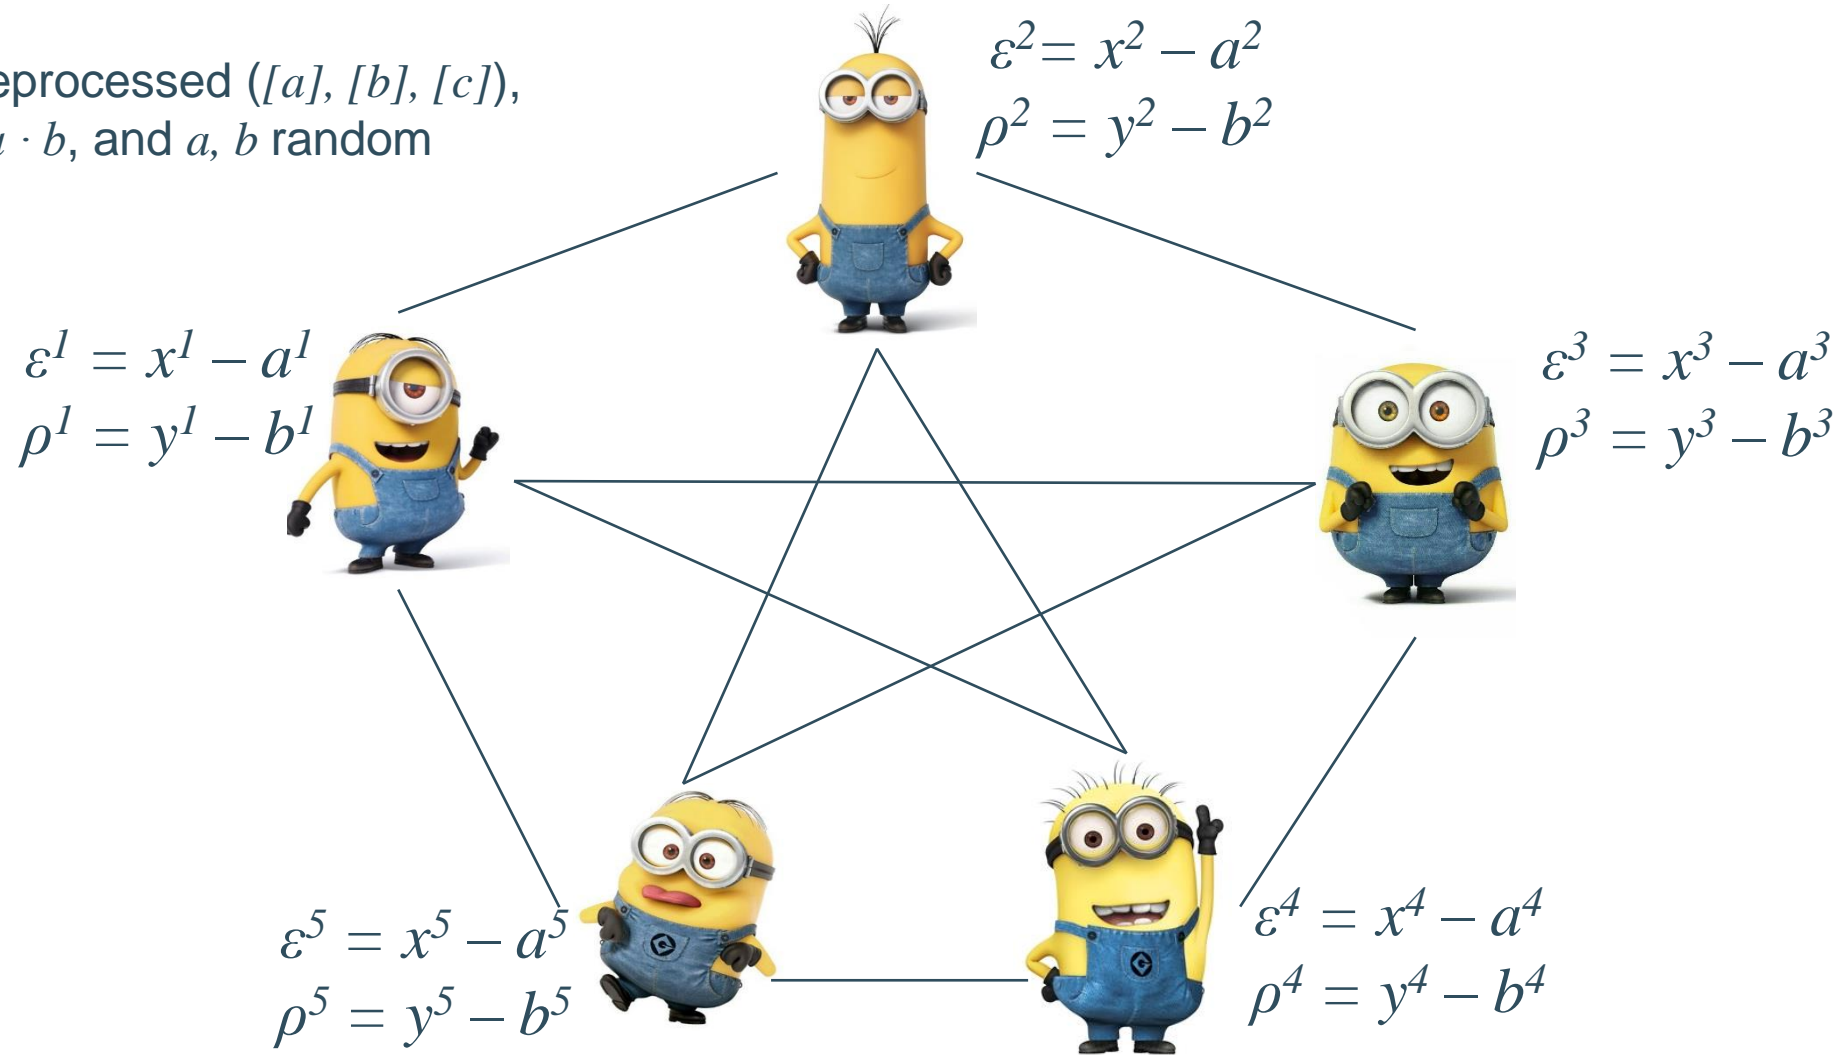 eprocessed ([a], [b], [c]),
· b, and a, b random
ε² = x² – a²
ρ² = y² – b²
ε¹ = x¹ – a¹
ρ¹ = y¹ – b¹
ε³ = x³ – a³
ρ³ = y³ – b³
ε⁵ = x⁵ – a⁵
ρ⁵ = y⁵ – b⁵
ε⁴ = x⁴ – a⁴
ρ⁴ = y⁴ – b⁴